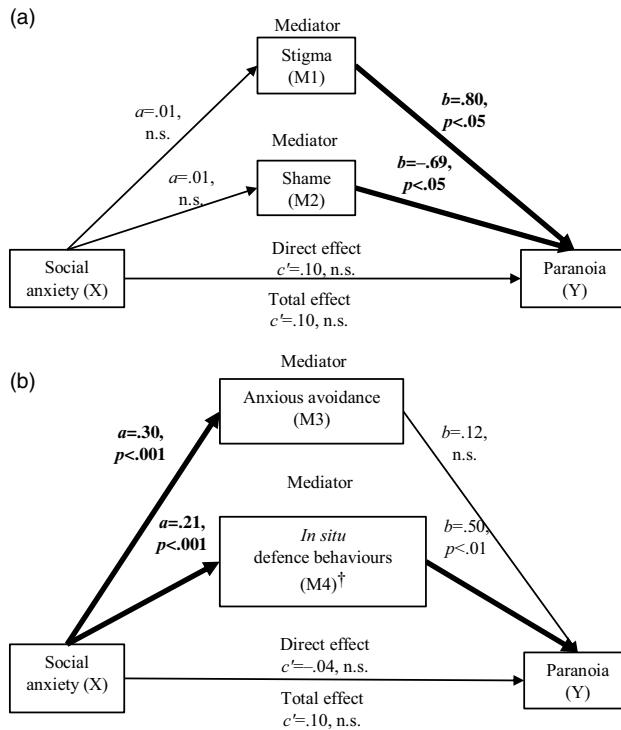 (a)
Mediator
Stigma
(M1)
a=.01,
n.s.
b=.80,
p<.05
Mediator
Shame
(M2)
a=.01,
n.s.
b=–.69,
p<.05
Social
anxiety (X)
Direct effect
c'=.10, n.s.
Total effect
c'=.10, n.s.
Paranoia
(Y)
(b)
Mediator
Anxious avoidance
(M3)
a=.30,
p<.001
b=.12,
n.s.
Mediator
In situ
defence behaviours
(M4)†
a=.21,
p<.001
b=.50,
p<.01
Social
anxiety (X)
Direct effect
c'=–.04, n.s.
Total effect
c'=.10, n.s.
Paranoia
(Y)